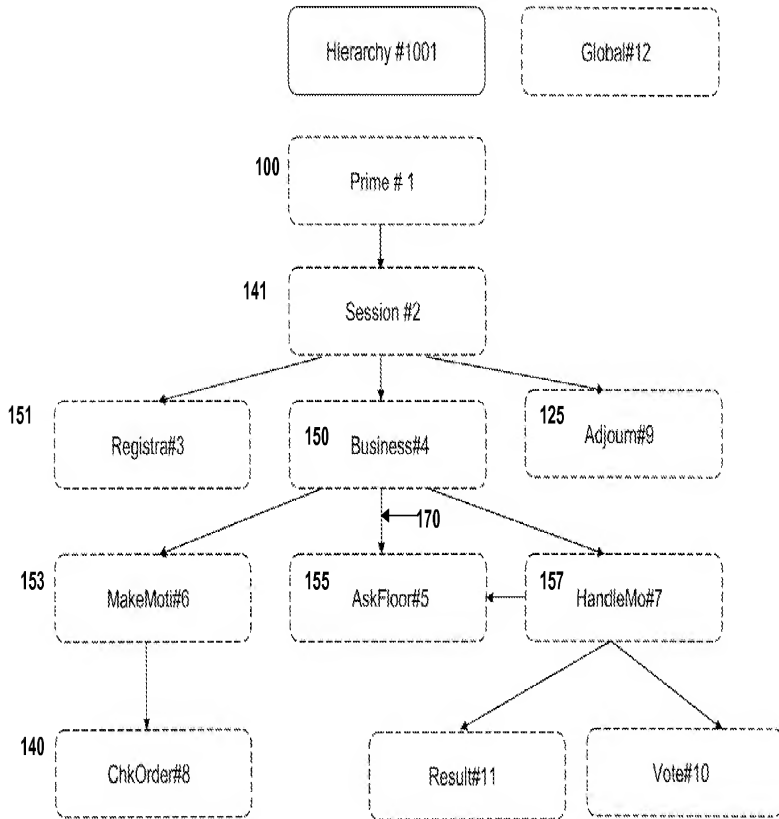 Hierarchy #1001
Global#12
100
Prime # 1
141
Session #2
151
Registra#3
150
Business#4
125
Adjourn#9
170
153
MakeMoti#6
155
AskFloor#5
157
HandleMo#7
140
ChkOrder#8
Result#11
Vote#10